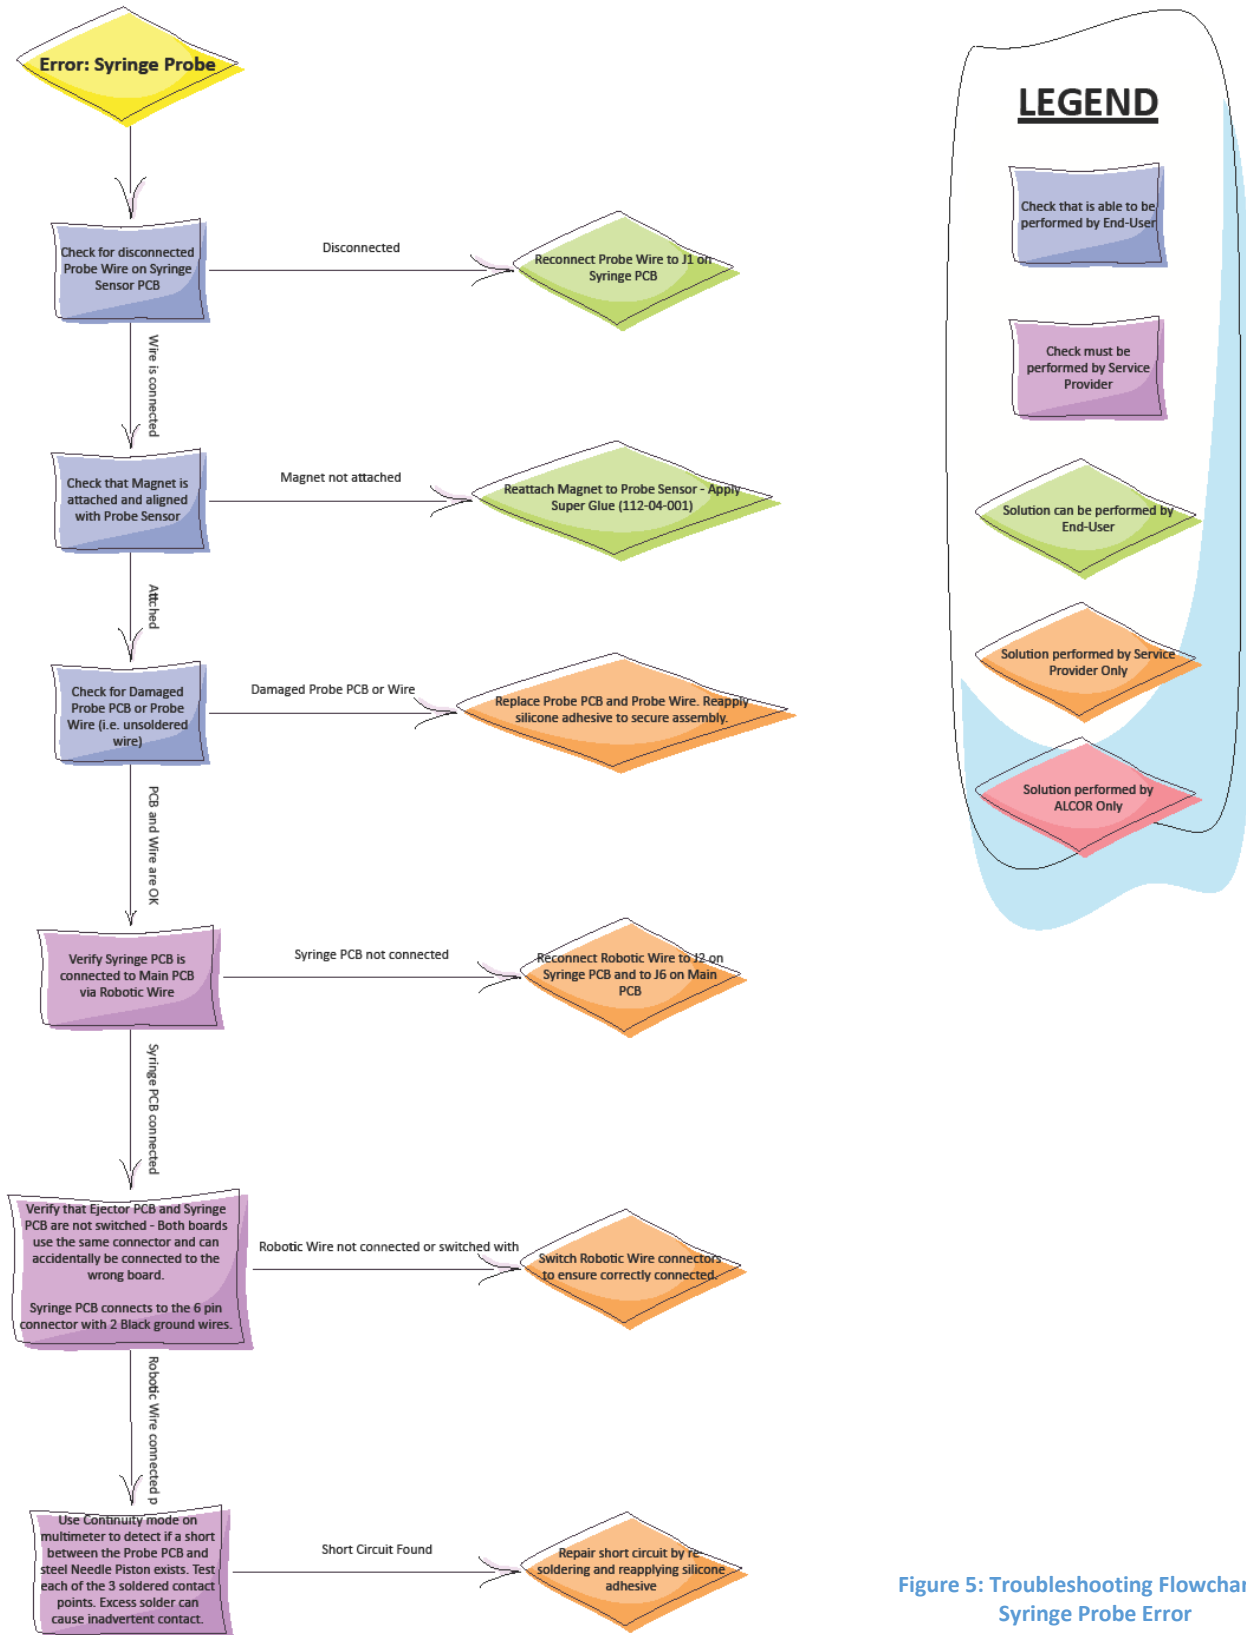 Error: Syringe Probe
Check for disconnected
Probe Wire on Syringe
Sensor PCB
Disconnected
Reconnect Probe Wire to J1 on
Syringe PCB
Wire is connected
Check that Magnet is
attached and aligned
with Probe Sensor
Magnet not attached
Reattach Magnet to Probe Sensor - Apply
Super Glue (112-04-001)
Attched
Check for Damaged
Probe PCB or Probe
Wire (i.e. unsoldered
wire)
Damaged Probe PCB or Wire
Replace Probe PCB and Probe Wire. Reapply
silicone adhesive to secure assembly.
PCB and Wire are OK
Verify Syringe PCB is
connected to Main PCB
via Robotic Wire
Syringe PCB not connected
Reconnect Robotic Wire to J2 on
Syringe PCB and to J6 on Main
PCB
Syringe PCB connected
Verify that Ejector PCB and Syringe
PCB are not switched - Both boards
use the same connector and can
accidentally be connected to the
wrong board.
Syringe PCB connects to the 6 pin
connector with 2 Black ground wires.
Robotic Wire not connected or switched with
Switch Robotic Wire connectors
to ensure correctly connected.
Robotic Wire connected p
Use Continuity mode on
multimeter to detect if a short
between the Probe PCB and
steel Needle Piston exists. Test
each of the 3 soldered contact
points. Excess solder can
cause inadvertent contact.
Short Circuit Found
Repair short circuit by re-
soldering and reapplying silicone
adhesive
LEGEND
Check that is able to be
performed by End-User
Check must be
performed by Service
Provider
Solution can be performed by
End-User
Solution performed by Service
Provider Only
Solution performed by
ALCOR Only
Figure 5: Troubleshooting Flowchar
Syringe Probe Error